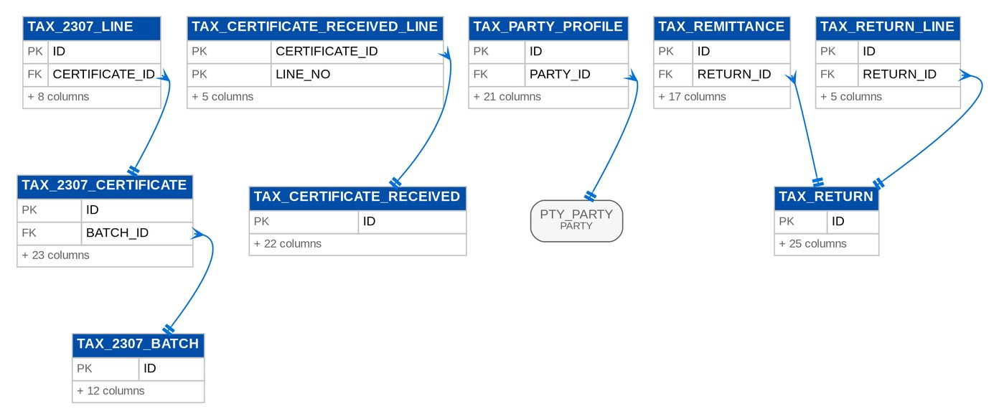 TAX_2307_LINE
PK ID
FK CERTIFICATE_ID
+ 8 columns
TAX_CERTIFICATE_RECEIVED_LINE
PK CERTIFICATE_ID
PK LINE_NO
+ 5 columns
TAX_PARTY_PROFILE
PK ID
FK PARTY_ID
+ 21 columns
TAX_REMITTANCE
PK ID
FK RETURN_ID
+ 17 columns
TAX_RETURN_LINE
PK ID
FK RETURN_ID
+ 5 columns
TAX_2307_CERTIFICATE
PK ID
FK BATCH_ID
+ 23 columns
TAX_CERTIFICATE_RECEIVED
PK ID
+ 22 columns
PTY_PARTY
PARTY
TAX_RETURN
PK ID
+ 25 columns
TAX_2307_BATCH
PK ID
+ 12 columns